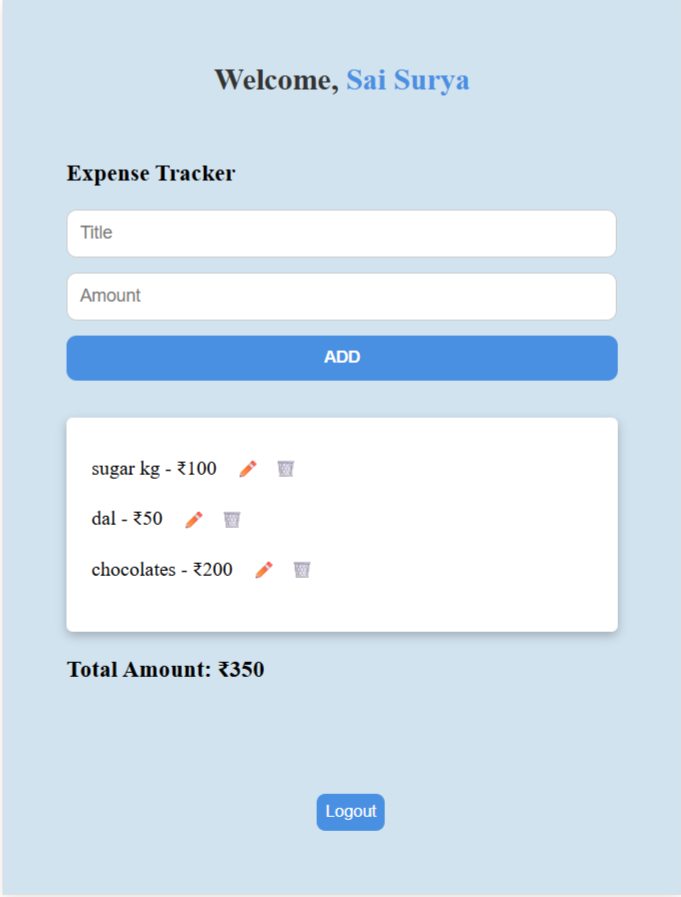 Welcome, Sai Surya
Expense Tracker
Title
Amount
ADD
sugar kg - ₹100
dal - ₹50
chocolates - ₹200
Total Amount: ₹350
Logout